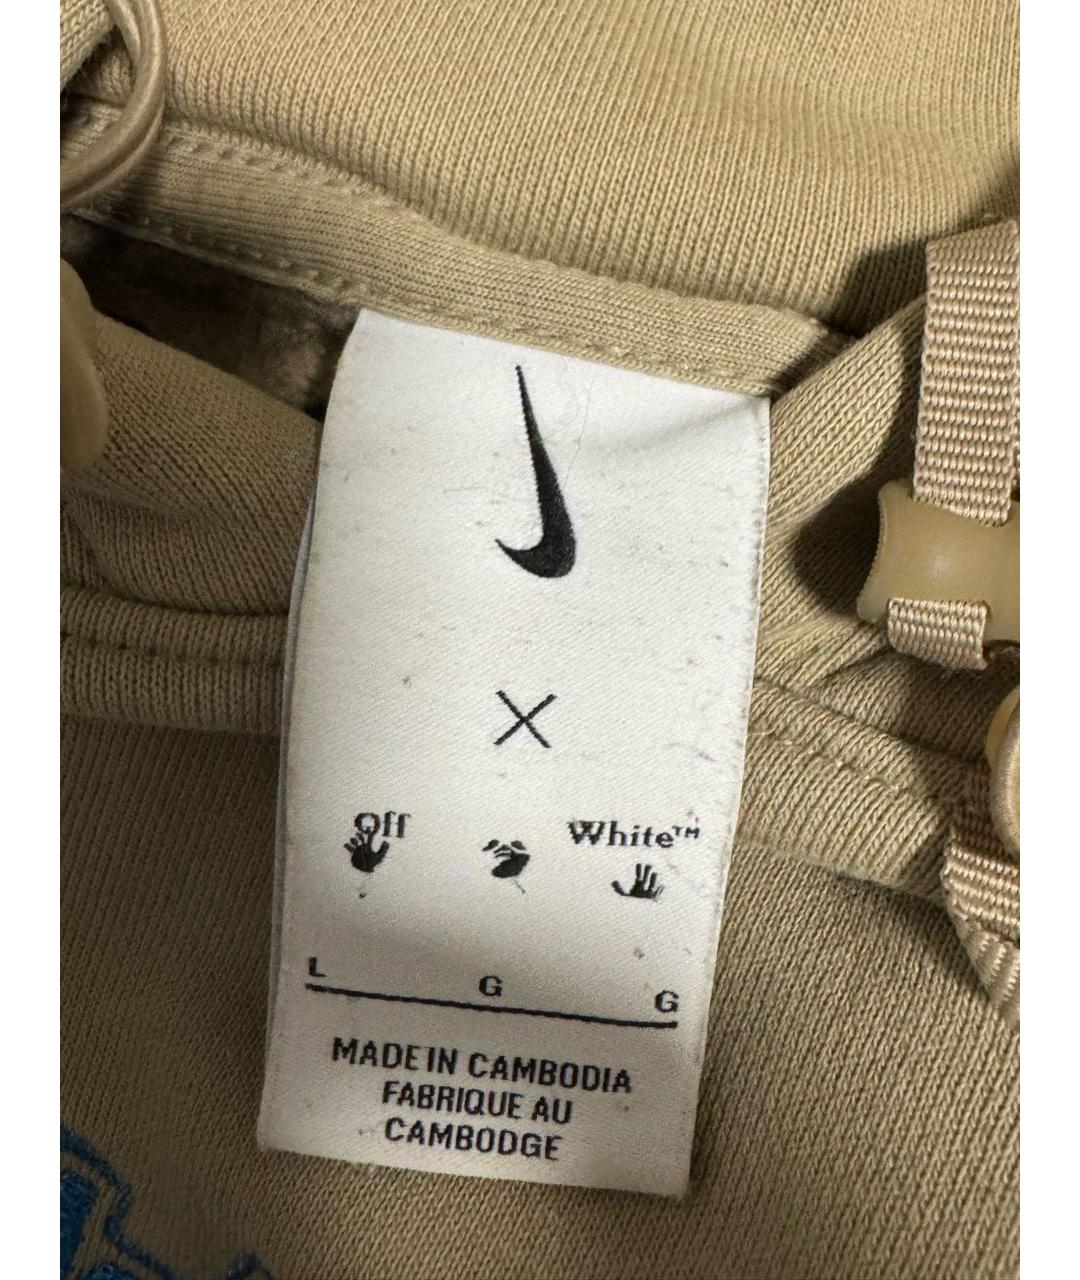 X
Off White™
L G G
MADE IN CAMBODIA
FABRIQUE AU
CAMBODGE